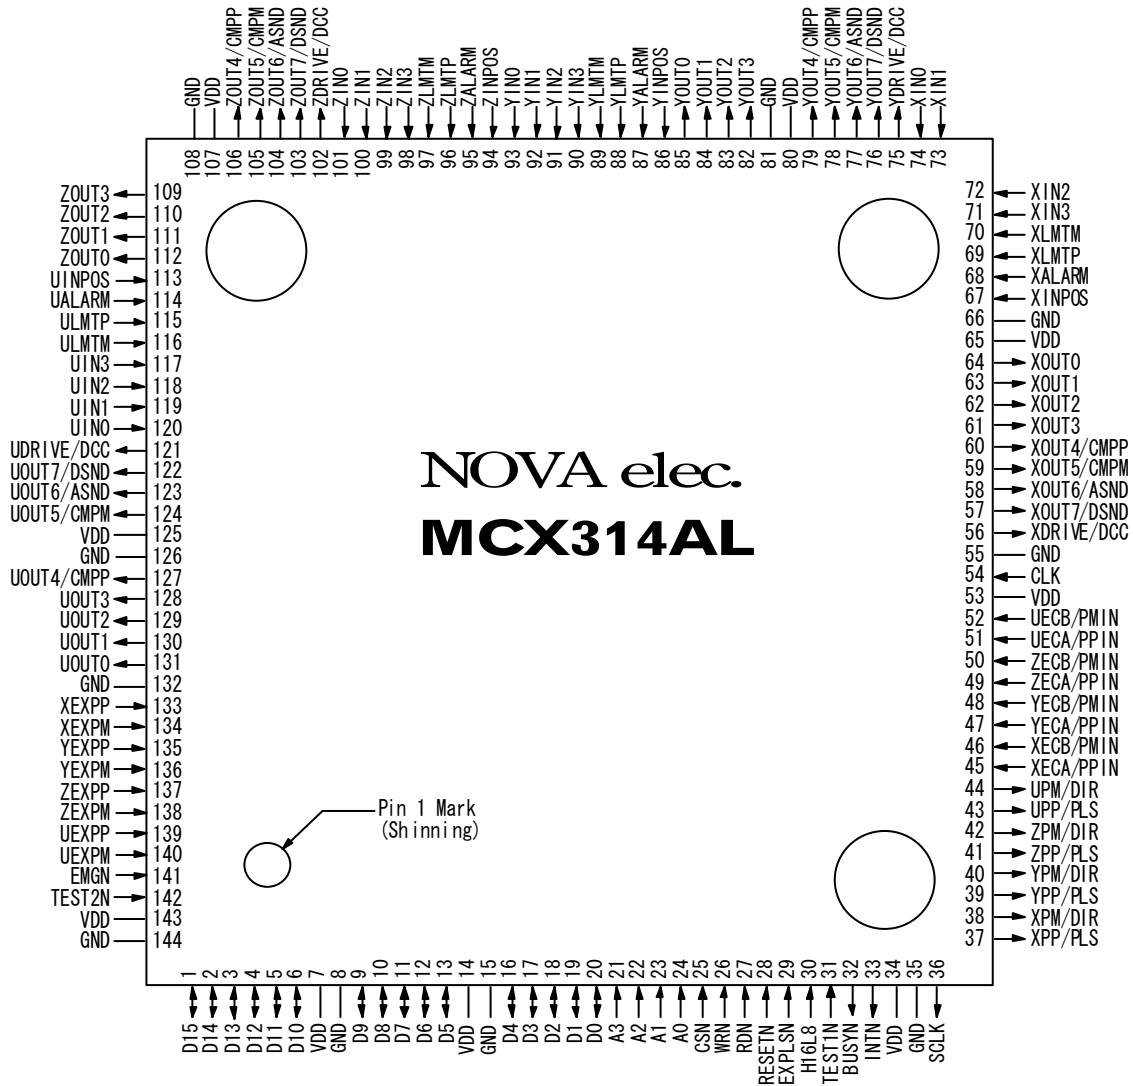 GND VDD ZOUT4/CMPP ZOUT5/CMPM ZOUT6/ASND ZOUT7/DSND ZDRIVE/DCC ZIN0 ZIN1 ZIN2 ZIN3 ZLMTM ZLMTP ZALARM ZINPOS YIN0 YIN1 YIN2 YIN3 YLMTM YLMTP YALARM YINPOS YOUT0 YOUT1 YOUT2 YOUT3 GND VDD YOUT4/CMPP YOUT5/CMPM YOUT6/ASND YOUT7/DSND YDRIVE/DCC XIN0 XIN1
108 107 106 105 104 103 102 101 100 99 98 97 96 95 94 93 92 91 90 89 88 87 86 85 84 83 82 81 80 79 78 77 76 75 74 73
ZOUT3 109
ZOUT2 110
ZOUT1 111
ZOUT0 112
UINPOS 113
UALARM 114
ULMTP 115
ULMTM 116
UIN3 117
UIN2 118
UIN1 119
UIN0 120
UDRIVE/DCC 121
UOUT7/DSND 122
UOUT6/ASND 123
UOUT5/CMPM 124
VDD 125
GND 126
UOUT4/CMPP 127
UOUT3 128
UOUT2 129
UOUT1 130
UOUT0 131
GND 132
XEXPP 133
XEXPM 134
YEXPP 135
YEXPM 136
ZEXPP 137
ZEXPM 138
UEXPP 139
UEXPM 140
EMGN 141
TEST2N 142
VDD 143
GND 144
NOVA elec.
MCX314AL
Pin 1 Mark
(Shinning)
72 XIN2
71 XIN3
70 XLMTM
69 XLMTP
68 XALARM
67 XINPOS
66 GND
65 VDD
64 XOUT0
63 XOUT1
62 XOUT2
61 XOUT3
60 XOUT4/CMPP
59 XOUT5/CMPM
58 XOUT6/ASND
57 XOUT7/DSND
56 XDRIVE/DCC
55 GND
54 CLK
53 VDD
52 UECB/PMIN
51 UECA/PPIN
50 ZECB/PMIN
49 ZECA/PPIN
48 YECB/PMIN
47 YECA/PPIN
46 XECB/PMIN
45 XECA/PPIN
44 UPM/DIR
43 UPP/PLS
42 ZPM/DIR
41 ZPP/PLS
40 YPM/DIR
39 YPP/PLS
38 XPM/DIR
37 XPP/PLS
1 2 3 4 5 6 7 8 9 10 11 12 13 14 15 16 17 18 19 20 21 22 23 24 25 26 27 28 29 30 31 32 33 34 35 36
D15 D14 D13 D12 D11 D10 VDD GND D9 D8 D7 D6 D5 VDD GND D4 D3 D2 D1 D0 A3 A2 A1 A0 CSN WRN RDN RESETN EXPLSN H16L8 TEST1N BUSYN INTN VDD GND SCLK